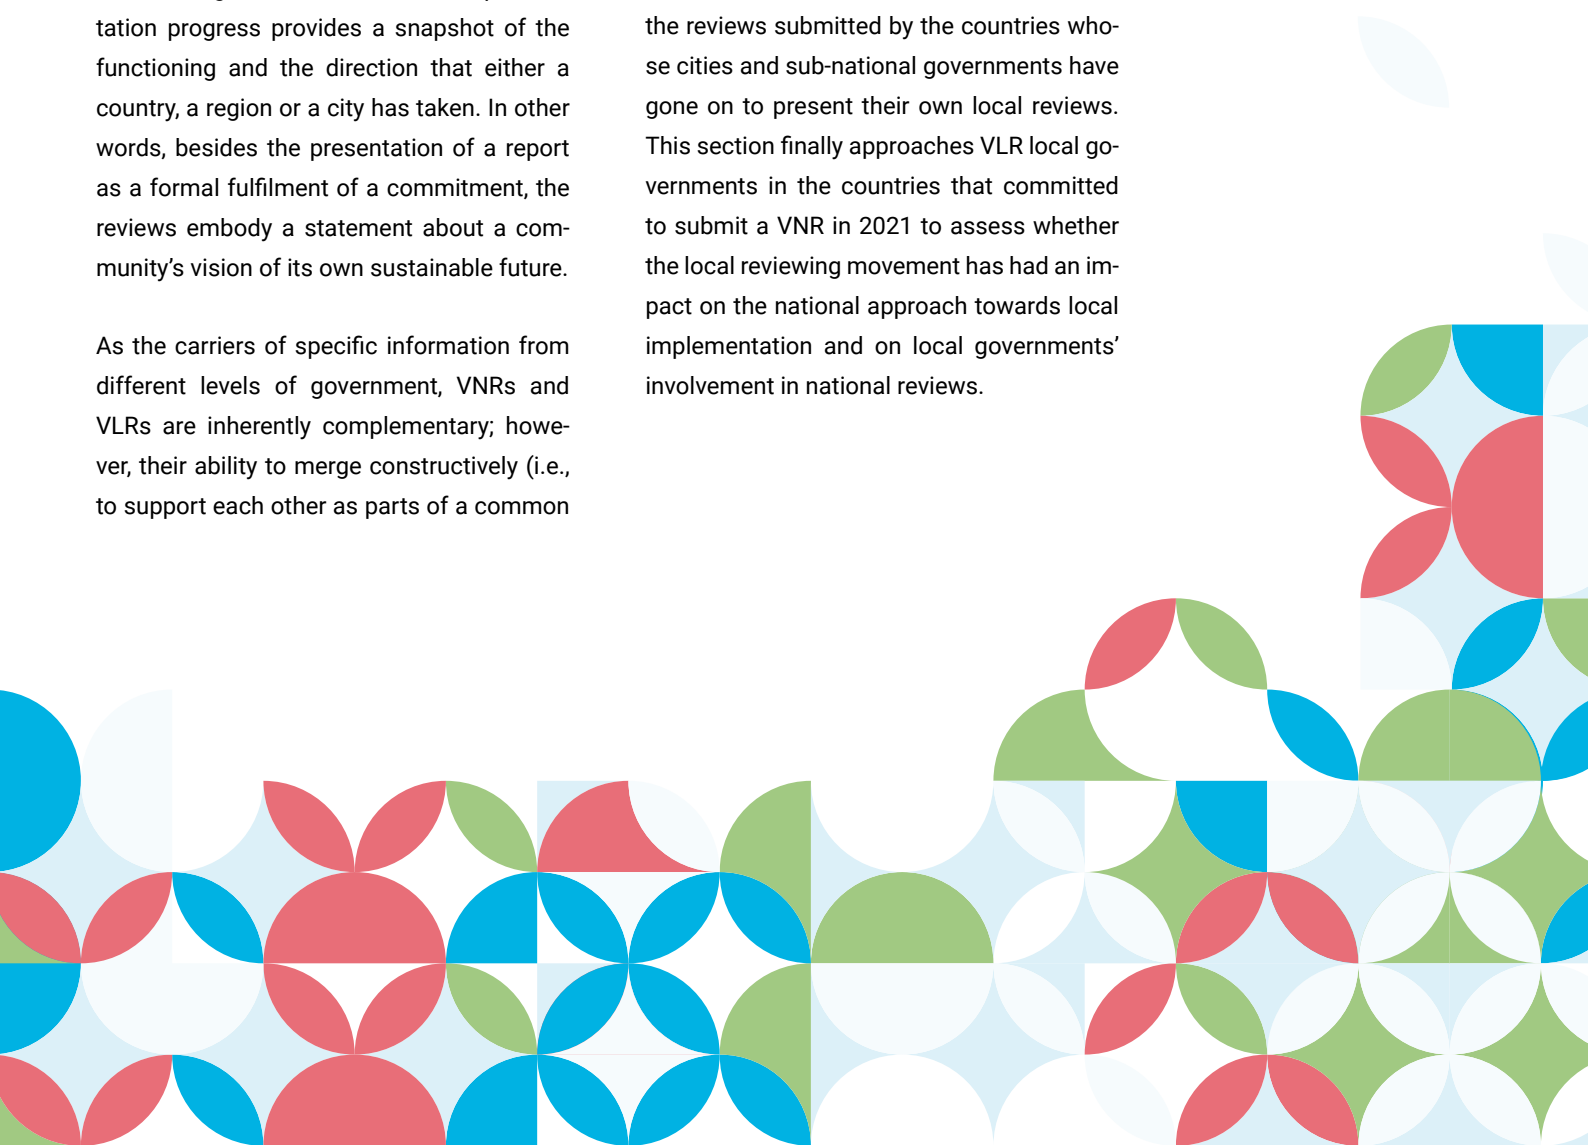 tation progress provides a snapshot of the
functioning and the direction that either a
country, a region or a city has taken. In other
words, besides the presentation of a report
as a formal fulfilment of a commitment, the
reviews embody a statement about a com-
munity’s vision of its own sustainable future.
As the carriers of specific information from
different levels of government, VNRs and
VLRs are inherently complementary; howe-
ver, their ability to merge constructively (i.e.,
to support each other as parts of a common
the reviews submitted by the countries who-
se cities and sub-national governments have
gone on to present their own local reviews.
This section finally approaches VLR local go-
vernments in the countries that committed
to submit a VNR in 2021 to assess whether
the local reviewing movement has had an im-
pact on the national approach towards local
implementation and on local governments’
involvement in national reviews.